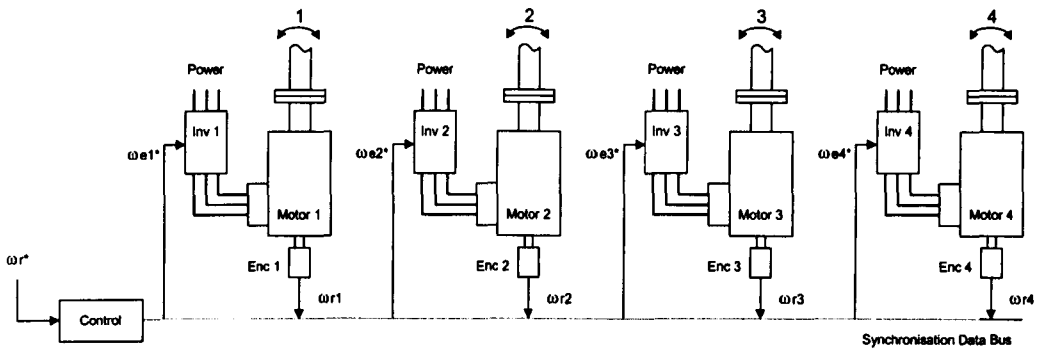 1 2 3 4
Power Power Power Power
Inv 1 Inv 2 Inv 3 Inv 4
ωe1* ωe2* ωe3* ωe4*
Motor 1 Motor 2 Motor 3 Motor 4
Enc 1 Enc 2 Enc 3 Enc 4
ωr*
ωr1 ωr2 ωr3 ωr4
Control
Synchronisation Data Bus